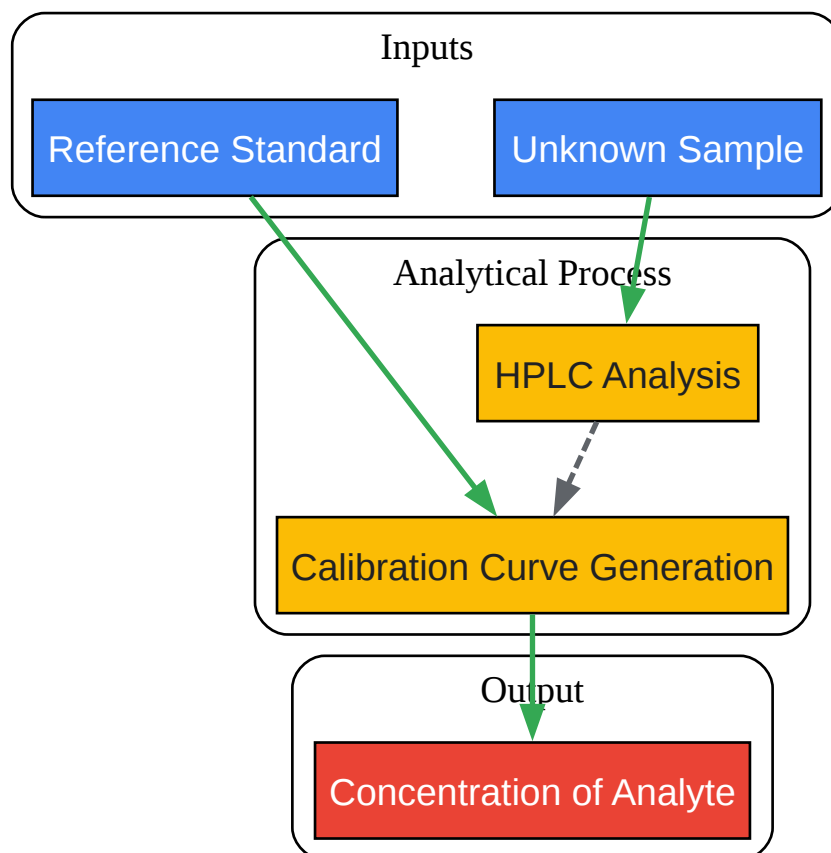 Inputs
Reference Standard
Unknown Sample
Analytical Process
HPLC Analysis
Calibration Curve Generation
Output
Concentration of Analyte